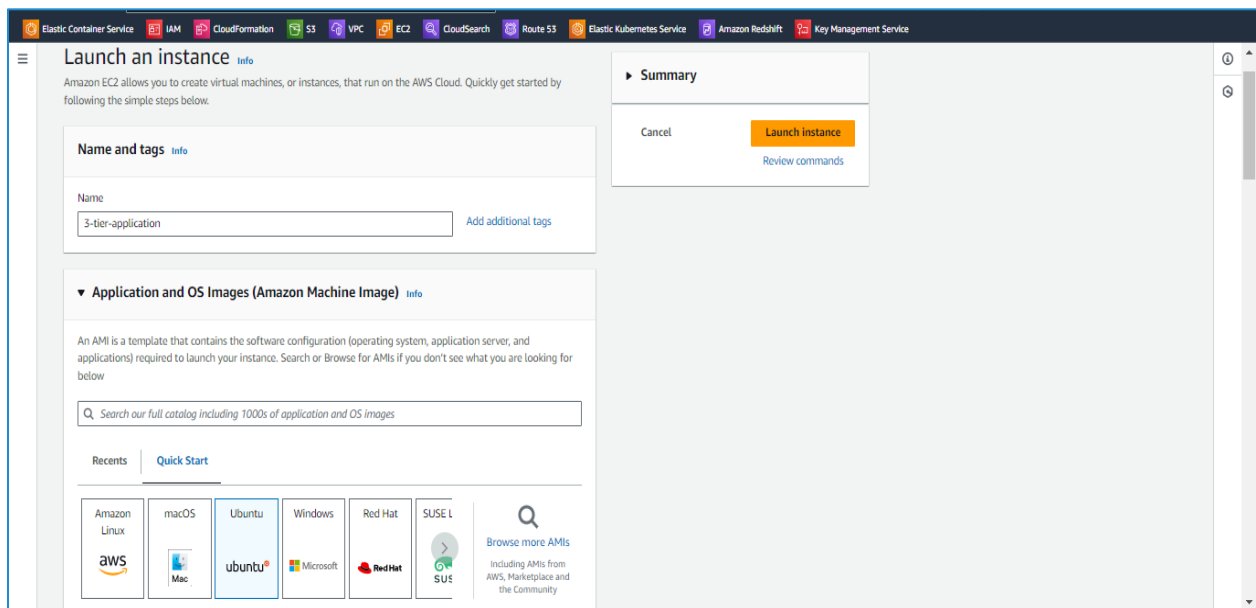 Elastic Container Service IAM CloudFormation S3 VPC EC2 CloudSearch Route 53 Elastic Kubernetes Service Amazon Redshift Key Management Service
Launch an instance Info
Amazon EC2 allows you to create virtual machines, or instances, that run on the AWS Cloud. Quickly get started by
following the simple steps below.
Name and tags Info
Name
3-tier-application
Add additional tags
Application and OS Images (Amazon Machine Image) Info
An AMI is a template that contains the software configuration (operating system, application server, and
applications) required to launch your instance. Search or Browse for AMIs if you don't see what you are looking for
below
Search our full catalog including 1000s of application and OS images
Recents
Quick Start
Amazon
Linux
aws
macOS
Mac
Ubuntu
ubuntu
Windows
Microsoft
Red Hat
Red Hat
SUSE L
SUS
Browse more AMIs
Including AMIs from
AWS, Marketplace and
the Community
Summary
Cancel
Launch instance
Review commands